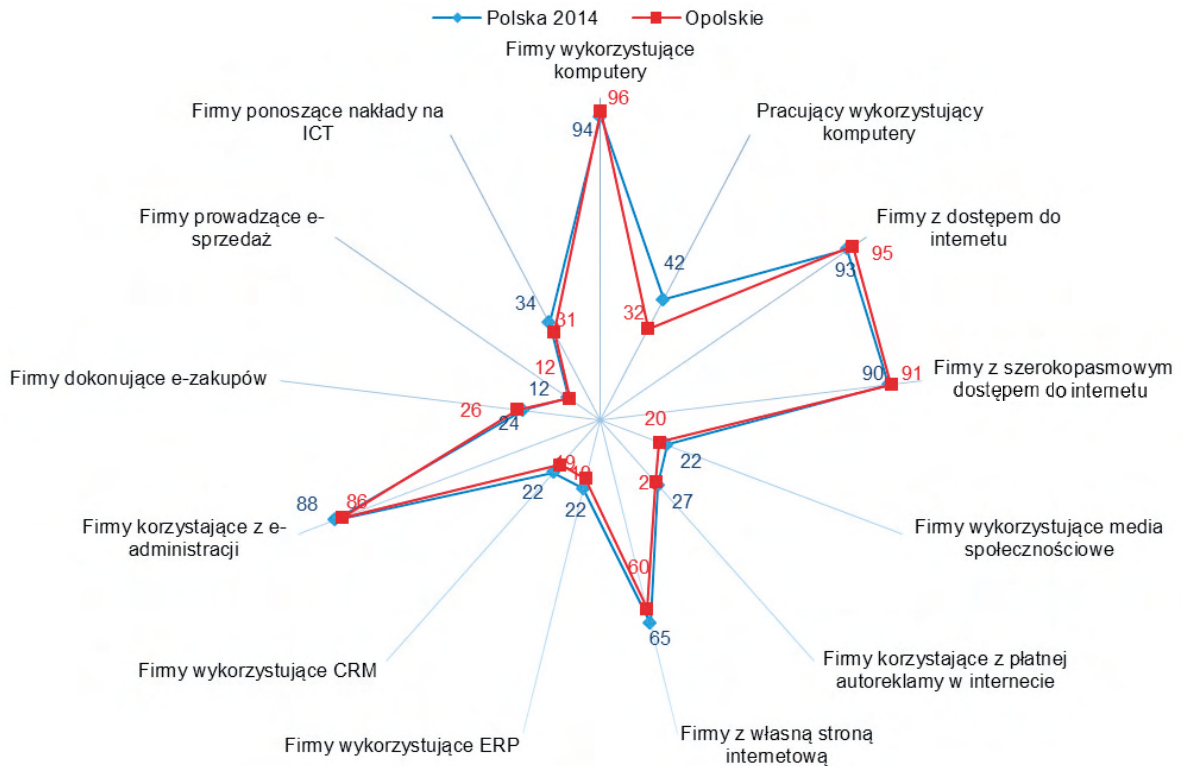 Polska 2014
Opolskie
Firmy wykorzystujące
komputery
96
94
Firmy ponoszące nakłady na
ICT
Pracujący wykorzystujący
komputery
Firmy prowadzące e-
sprzedaż
Firmy z dostępem do
internetu
95
93
42
32
34
31
Firmy dokonujące e-zakupów
12
12
26
24
90
91
Firmy z szerokopasmowym
dostępem do internetu
20
22
Firmy wykorzystujące media
społecznościowe
27
19
22
22
88
86
Firmy korzystające z e-
administracji
60
65
Firmy wykorzystujące CRM
Firmy korzystające z płatnej
autoreklamy w internecie
Firmy wykorzystujące ERP
Firmy z własną stroną
internetową